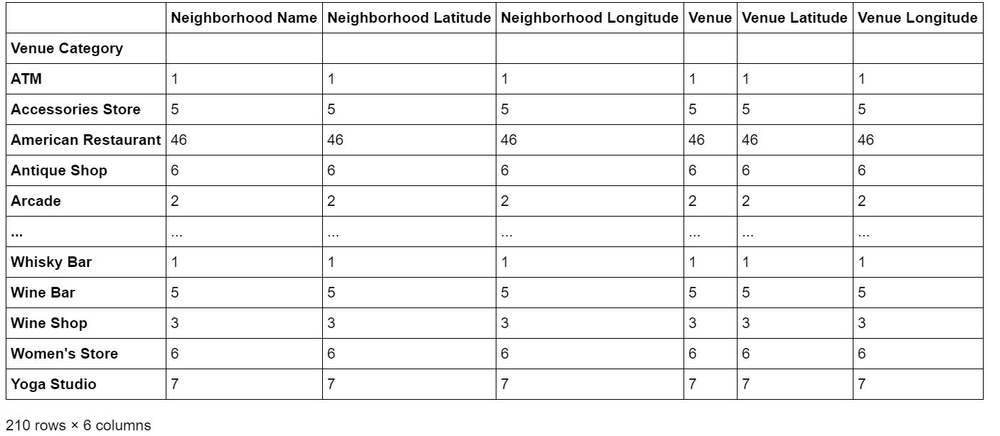 Neighborhood Name Neighborhood Latitude Neighborhood Longitude Venue Venue Latitude Venue Longitude
Venue Category
ATM 1 1 1 1 1 1
Accessories Store 5 5 5 5 5 5
American Restaurant 46 46 46 46 46 46
Antique Shop 6 6 6 6 6 6
Arcade 2 2 2 2 2 2
... ... ... ... ... ... ...
Whisky Bar 1 1 1 1 1 1
Wine Bar 5 5 5 5 5 5
Wine Shop 3 3 3 3 3 3
Women's Store 6 6 6 6 6 6
Yoga Studio 7 7 7 7 7 7
210 rows × 6 columns